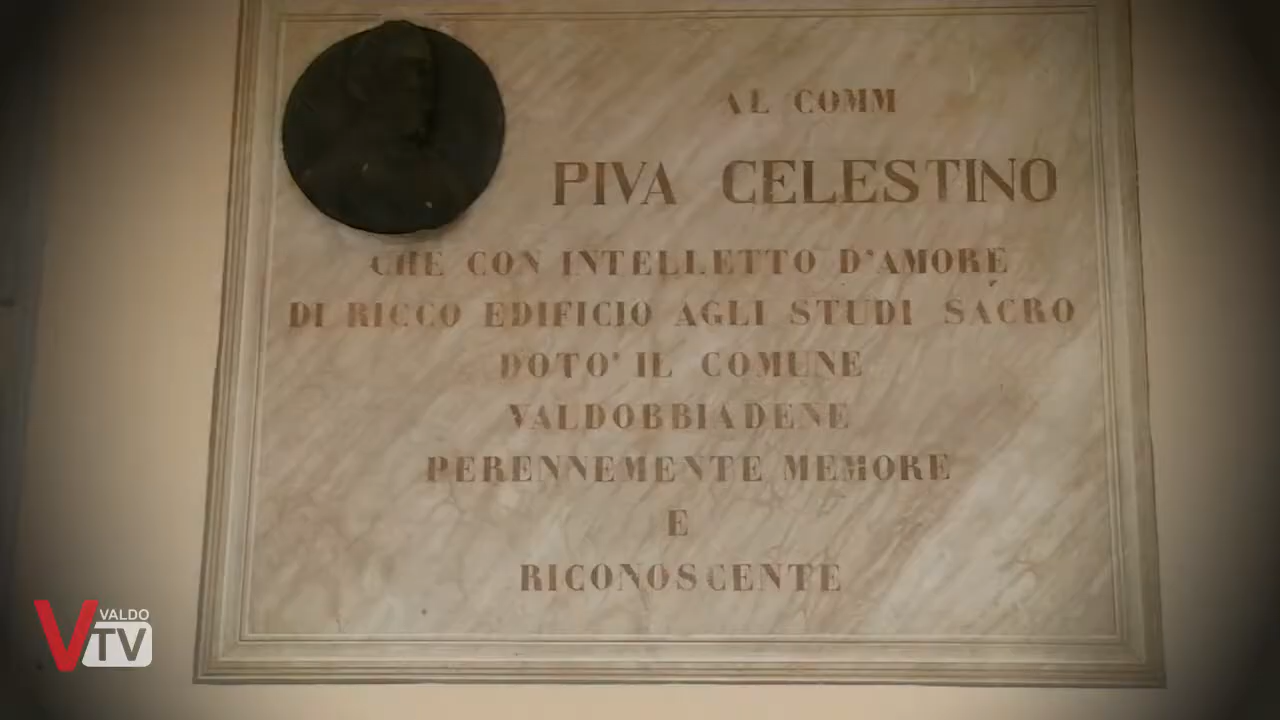 AL COMM
PIVA CELESTINO
CHE CON INTELLETTO D'AMORE
DI RICCO EDIFICIO AGLI STUDI SACRO
DOTO' IL COMUNE
VALDOBBIADENE
PERENNEMENTE MEMORE
E
RICONOSCENTE
VALDO
VTV